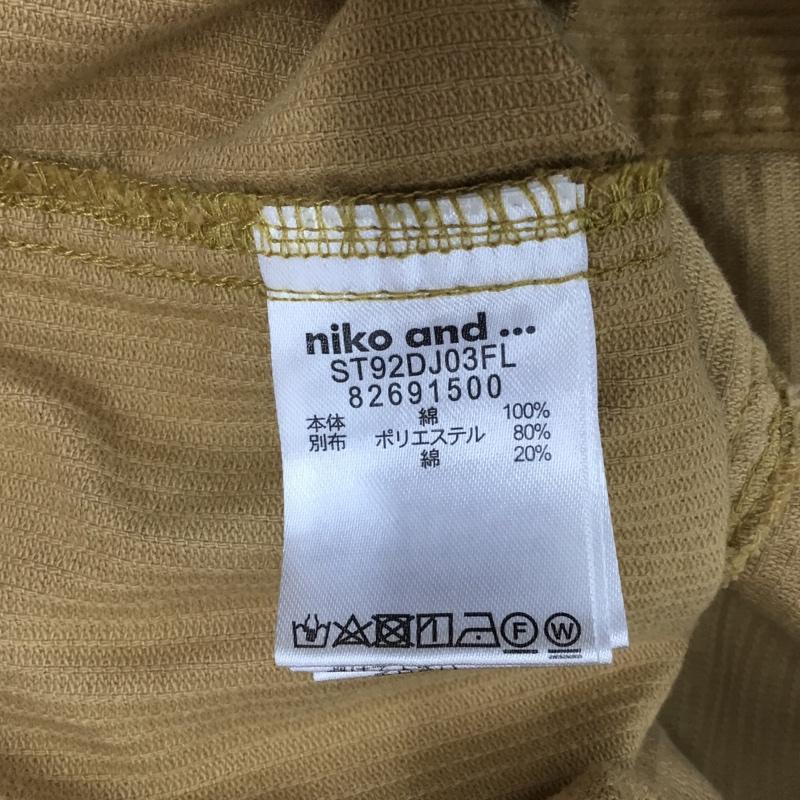 niko and ...
ST92DJ03FL
82691500
本体 綿 100%
別布 ポリエステル 80%
綿 20%
F W